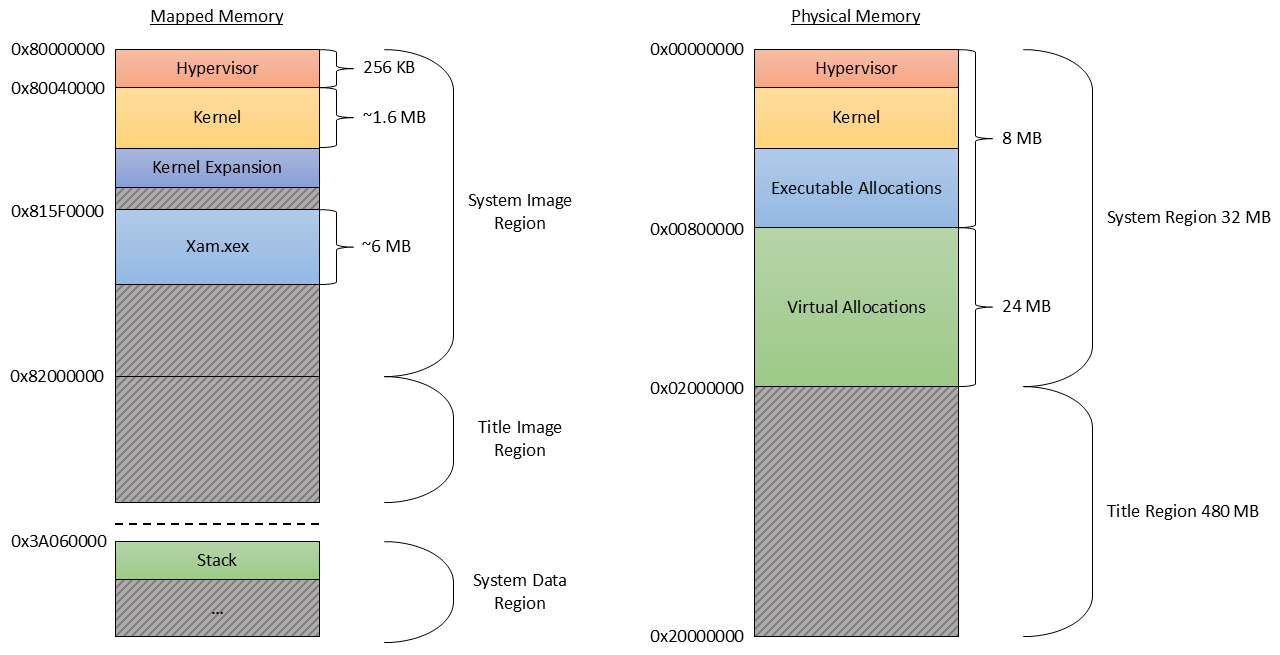 Mapped Memory
0x80000000
Hypervisor
256 KB
0x80040000
Kernel
~1.6 MB
Kernel Expansion
0x815F0000
Xam.xex
~6 MB
System Image
Region
0x82000000
Title Image
Region
0x3A060000
Stack
...
System Data
Region
Physical Memory
0x00000000
Hypervisor
Kernel
8 MB
Executable Allocations
0x00800000
Virtual Allocations
24 MB
System Region 32 MB
0x02000000
Title Region 480 MB
0x20000000